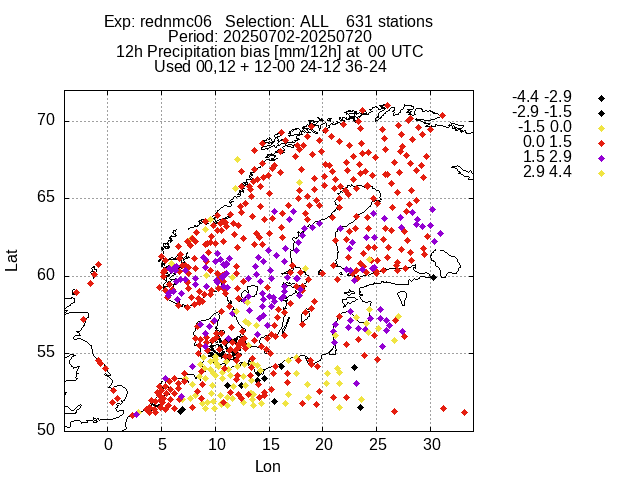 Exp: rednmc06   Selection: ALL    631 stations
Period: 20250702-20250720
12h Precipitation bias [mm/12h] at  00 UTC
Used 00,12 + 12-00 24-12 36-24
-4.4 -2.9
-2.9 -1.5
-1.5 0.0
0.0 1.5
1.5 2.9
2.9 4.4
70
65
60
55
50
Lat
0 5 10 15 20 25 30
Lon